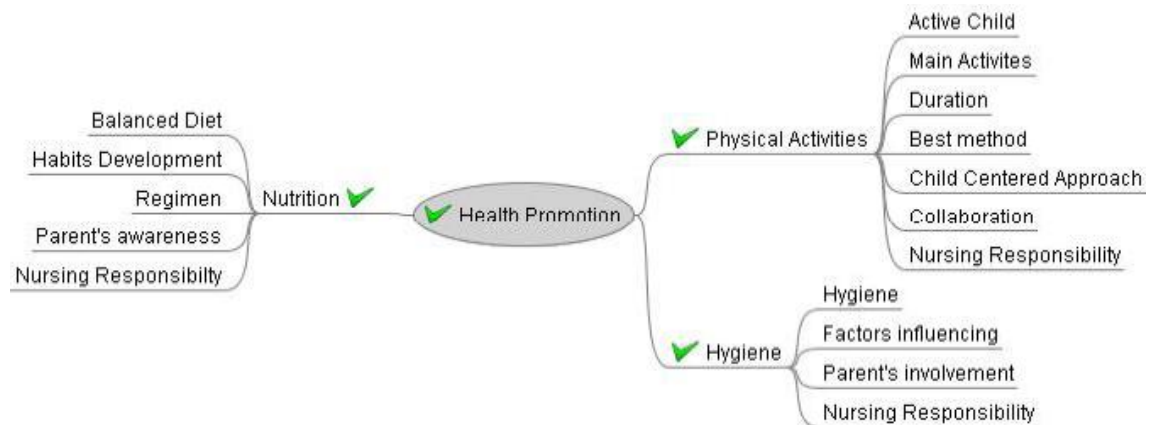 Health Promotion
Nutrition
Balanced Diet
Habits Development
Regimen
Parent's awareness
Nursing Responsibilty
Physical Activities
Active Child
Main Activites
Duration
Best method
Child Centered Approach
Collaboration
Nursing Responsibility
Hygiene
Hygiene
Factors influencing
Parent's involvement
Nursing Responsibility